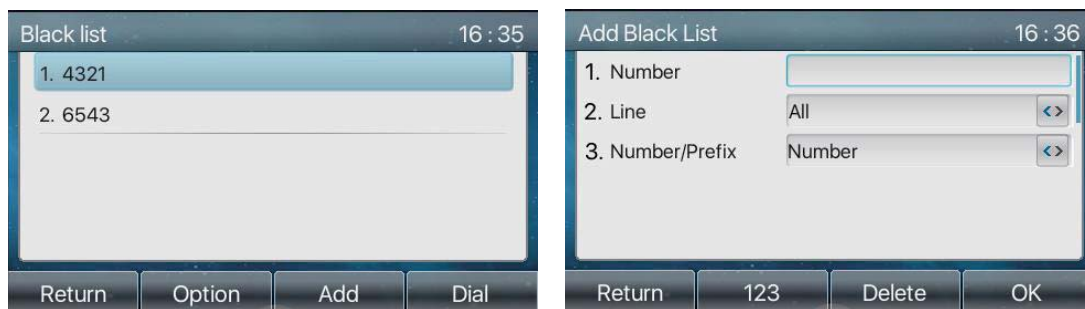 Black list 16 : 35
1. 4321
2. 6543
Return Option Add Dial
Add Black List 16 : 36
1. Number
2. Line All <>
3. Number/Prefix Number <>
Return 123 Delete OK